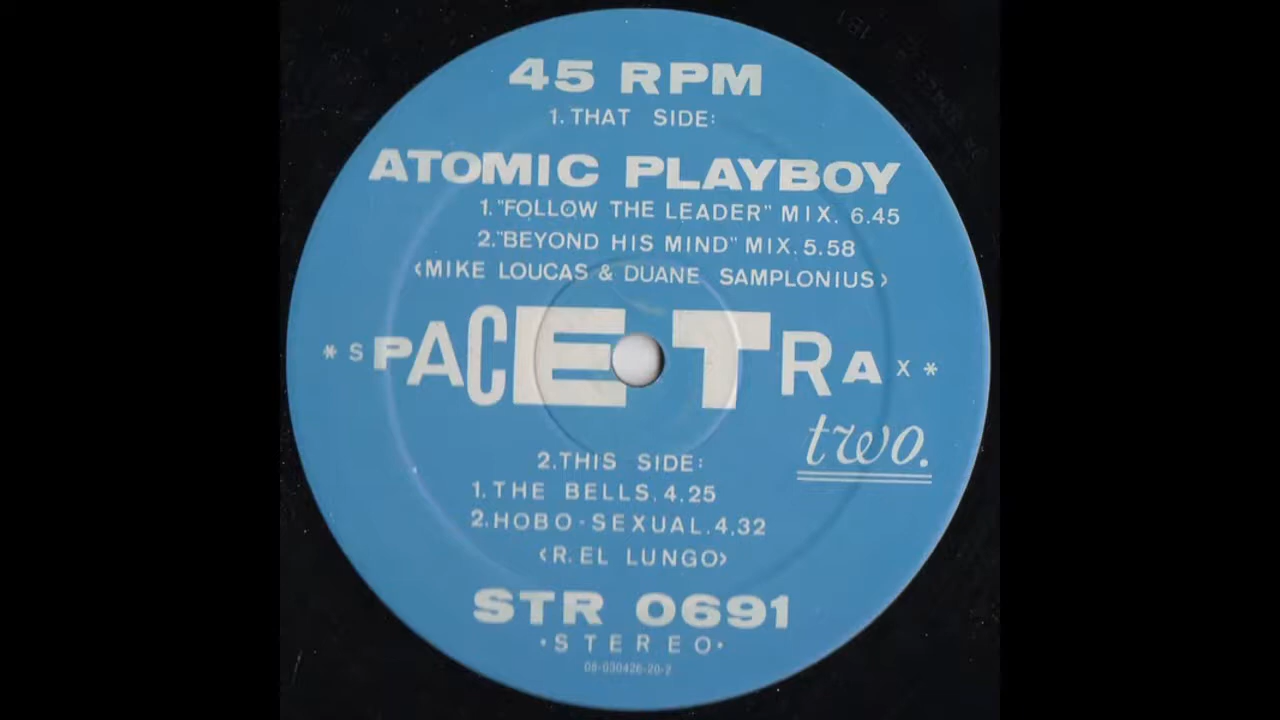 45 RPM
1. THAT SIDE:
ATOMIC PLAYBOY
1. "FOLLOW THE LEADER" MIX. 6.45
2. "BEYOND HIS MIND" MIX. 5.58
<MIKE LOUCAS & DUANE SAMPLONIUS>
* SPACE TRAX *
two.
2. THIS SIDE:
1. THE BELLS. 4.25
2. HOBO-SEXUAL. 4,32
<R. EL LUNGO>
STR 0691
·STEREO·
08-030426-20-2